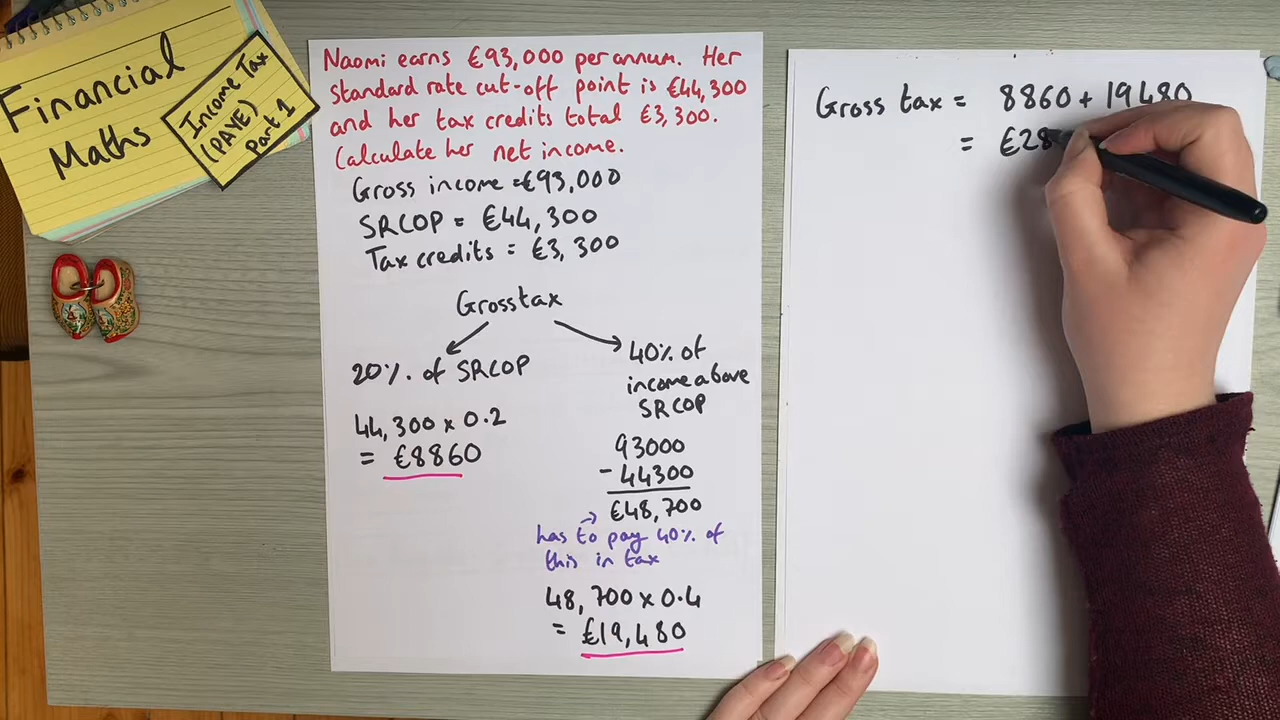 Financial
Maths
Income Tax
(PAYE)
Part 1
Naomi earns €93,000 per annum. Her
standard rate cut-off point is €44,300
and her tax credits total €3,300.
Calculate her net income.
Gross income = €93,000
SRCOP = €44,300
Tax credits = €3,300
Gross tax
20% of SRCOP
44,300 x 0.2
= €8860
40% of
income above
SRCOP
93000
- 44300
€48,700
has to pay 40% of
this in tax
48,700 x 0.4
= €19,480
Gross tax = 8860 + 19480
= €28